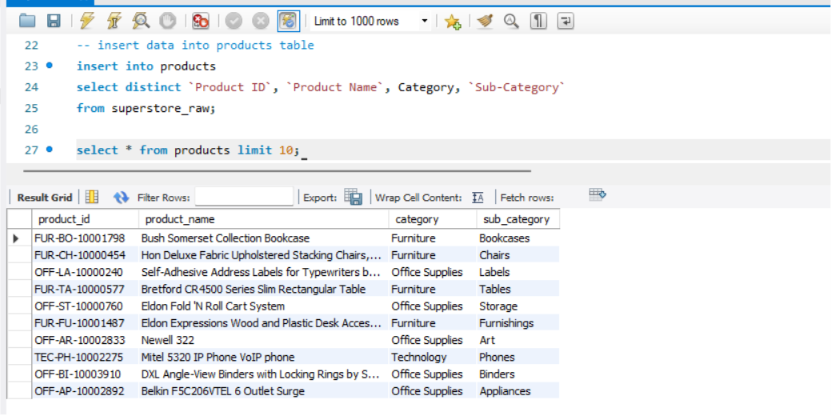 Limit to 1000 rows
22 -- insert data into products table
23 insert into products
24 select distinct `Product ID`, `Product Name`, Category, `Sub-Category`
25 from superstore_raw;
26
27 select * from products limit 10;
Result Grid Filter Rows: Export: Wrap Cell Content: Fetch rows:
product_id product_name category sub_category
FUR-BO-10001798 Bush Somerset Collection Bookcase Furniture Bookcases
FUR-CH-10000454 Hon Deluxe Fabric Upholstered Stacking Chairs,... Furniture Chairs
OFF-LA-10000240 Self-Adhesive Address Labels for Typewriters b... Office Supplies Labels
FUR-TA-10000577 Bretford CR4500 Series Slim Rectangular Table Furniture Tables
OFF-ST-10000760 Eldon Fold 'N Roll Cart System Office Supplies Storage
FUR-FU-10001487 Eldon Expressions Wood and Plastic Desk Acces... Furniture Furnishings
OFF-AR-10002833 Newell 322 Office Supplies Art
TEC-PH-10002275 Mitel 5320 IP Phone VoIP phone Technology Phones
OFF-BI-10003910 DXL Angle-View Binders with Locking Rings by S... Office Supplies Binders
OFF-AP-10002892 Belkin F5C206VTEL 6 Outlet Surge Office Supplies Appliances